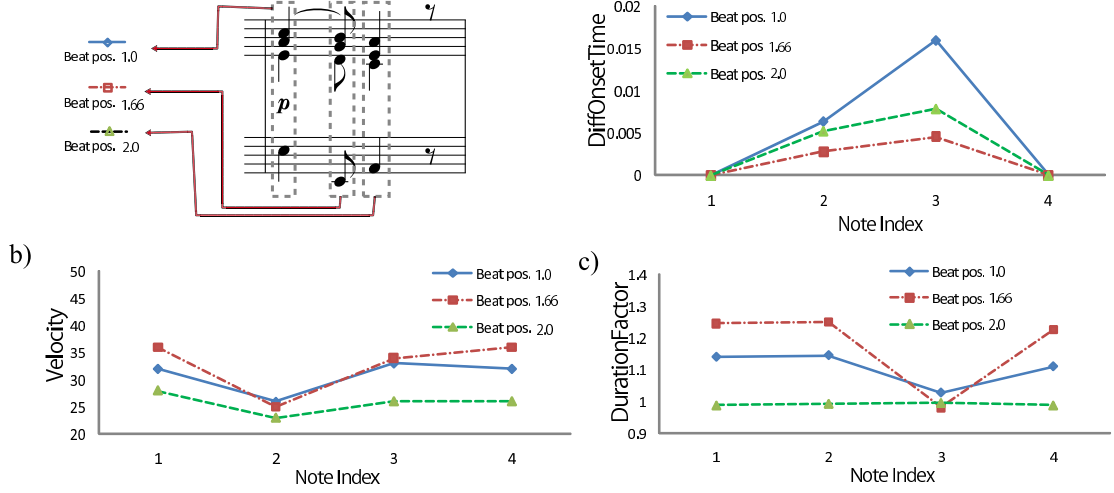 Beat pos. 1.0
Beat pos. 1.66
Beat pos. 2.0
p
DiffOnsetTime
0.02
0.015
0.01
0.005
0
1 2 3 4
Note Index
Beat pos. 1.0
Beat pos 1.66
Beat pos. 2.0
b)
Velocity
50
45
40
35
30
25
20
1 2 3 4
Note Index
Beat pos. 1.0
Beat pos. 1.66
Beat pos. 2.0
c)
DurationFactor
1.4
1.3
1.2
1.1
1
0.9
1 2 3 4
Note Index
Beat pos. 1.0
Beat pos. 1.66
Beat pos. 2.0